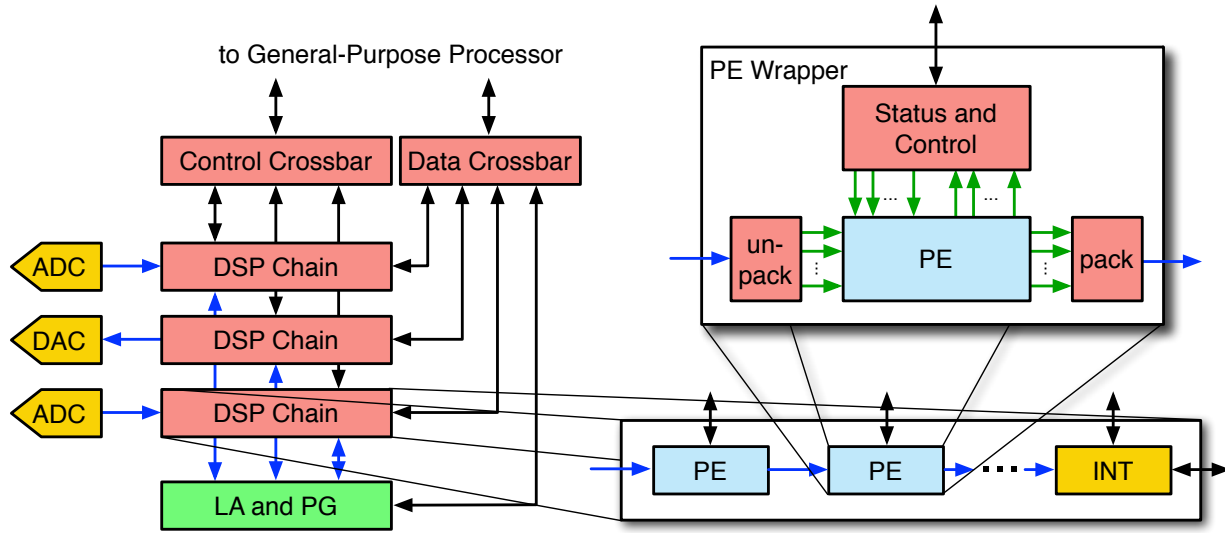 to General-Purpose Processor
Control Crossbar
Data Crossbar
ADC
DSP Chain
DAC
DSP Chain
ADC
DSP Chain
LA and PG
PE Wrapper
Status and
Control
...
...
un-
pack
...
PE
...
pack
PE
PE
INT